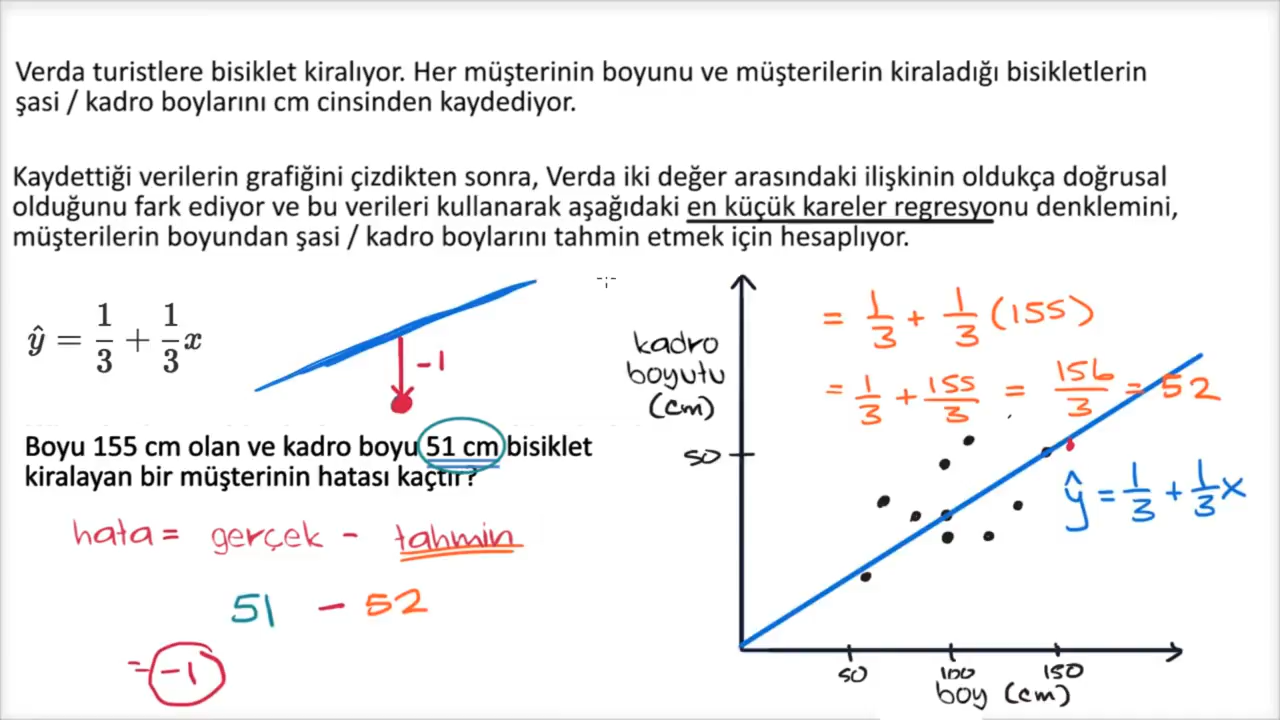 Verda turistlere bisiklet kiralıyor. Her müşterinin boyunu ve müşterilerin kiraladığı bisikletlerin
şasi / kadro boylarını cm cinsinden kaydediyor.
Kaydettiği verilerin grafiğini çizdikten sonra, Verda iki değer arasındaki ilişkinin oldukça doğrusal
olduğunu fark ediyor ve bu verileri kullanarak aşağıdaki en küçük kareler regresyonu denklemini,
müşterilerin boyundan şasi / kadro boylarını tahmin etmek için hesaplıyor.
ŷ = 1/3 + 1/3 x
-1
Boyu 155 cm olan ve kadro boyu 51 cm bisiklet
kiralayan bir müşterinin hatası kaçtır?
hata = gerçek - tahmin
51 - 52
= -1
= 1/3 + 1/3 (155)
= 1/3 + 155/3 = 156/3 = 52
kadro
boyutu
(cm)
50
ŷ = 1/3 + 1/3 x
50 100 150
boy (cm)